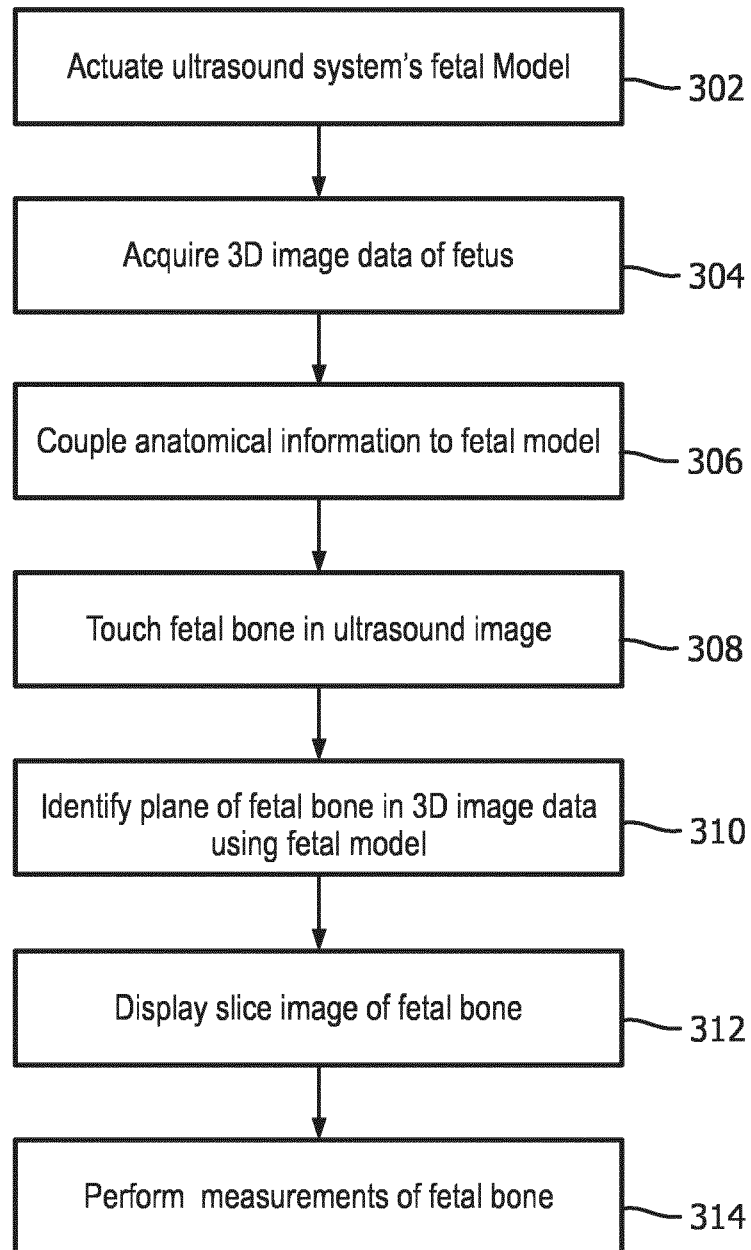 Actuate ultrasound system's fetal Model
302
Acquire 3D image data of fetus
304
Couple anatomical information to fetal model
306
Touch fetal bone in ultrasound image
308
Identify plane of fetal bone in 3D image data
using fetal model
310
Display slice image of fetal bone
312
Perform measurements of fetal bone
314